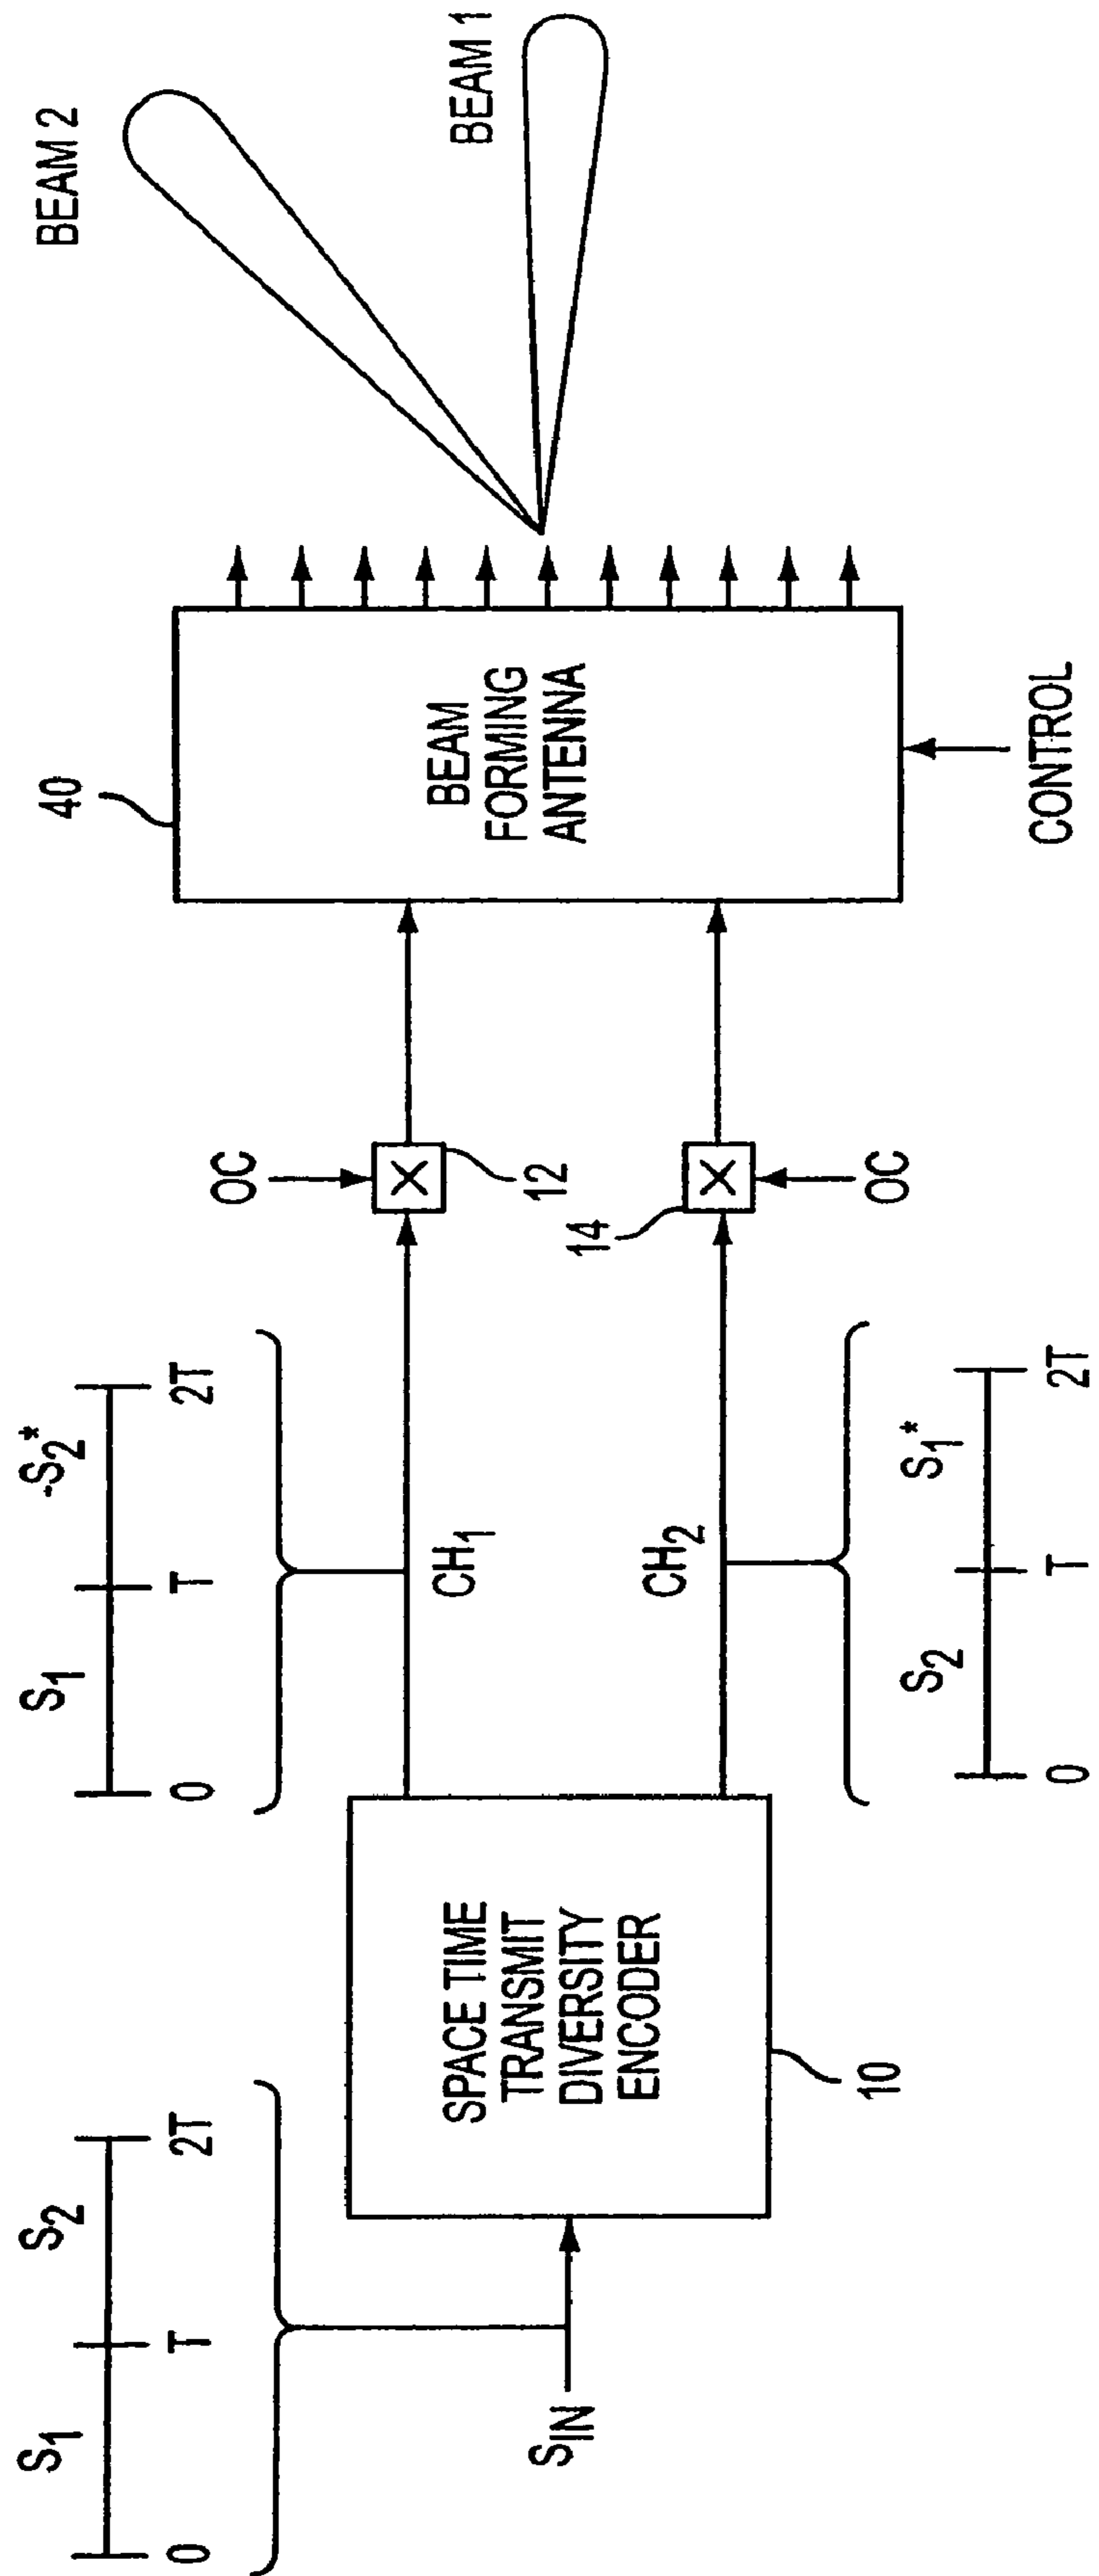 S1 S2
0 T 2T
SIN
SPACE TIME
TRANSMIT
DIVERSITY
ENCODER
10
S1 -S2*
0 T 2T
CH1
CH2
S2 S1*
0 T 2T
OC
12
14
OC
40
BEAM
FORMING
ANTENNA
CONTROL
BEAM 2
BEAM 1